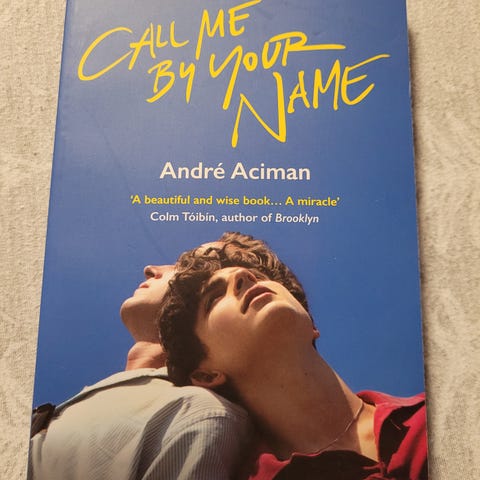 CALL ME
BY YOUR
NAME
André Aciman
‘A beautiful and wise book… A miracle’
Colm Tóibín, author of Brooklyn